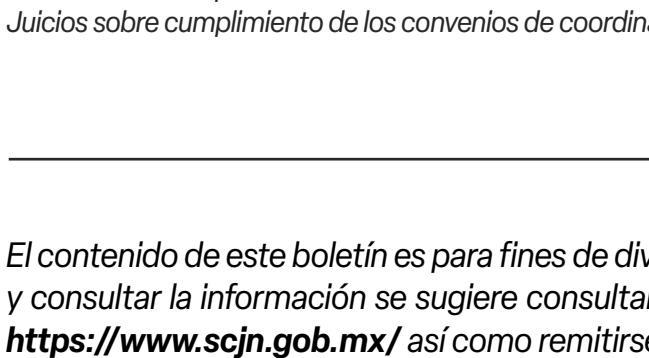 Juicios sobre cumplimiento de los convenios de coordina
El contenido de este boletín es para fines de div
y consultar la información se sugiere consultar
https://www.scjn.gob.mx/ así como remitirse